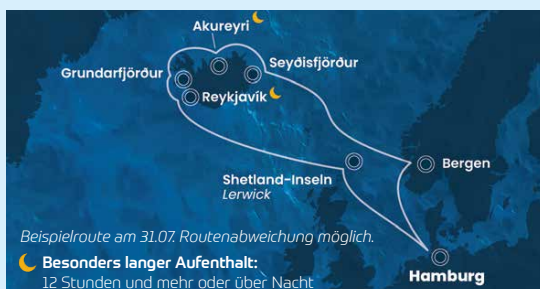 Akureyri
Seyðisfjörður
Grundarfjörður
Reykjavík
Shetland-Inseln
Lerwick
Bergen
Beispielroute am 31.07. Routenabweichung möglich.
Besonders langer Aufenthalt:
12 Stunden und mehr oder über Nacht
Hamburg